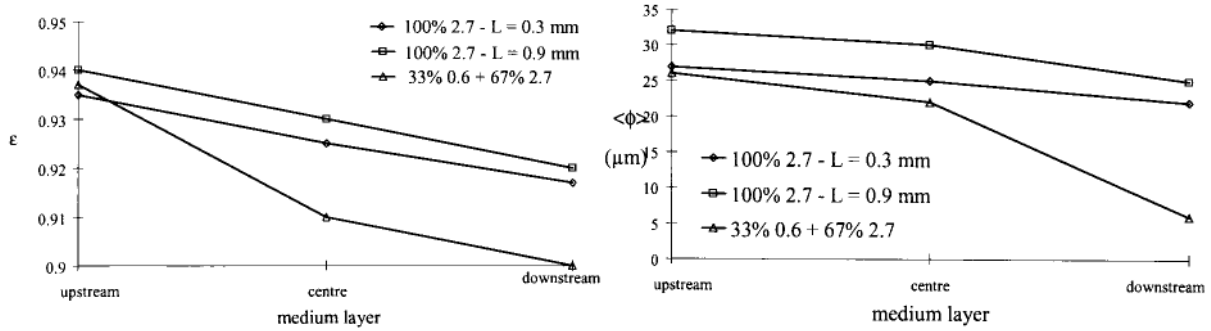 0.95
0.94
0.93
0.92
0.91
0.9
ε
100% 2.7 - L = 0.3 mm
100% 2.7 - L = 0.9 mm
33% 0.6 + 67% 2.7
upstream
centre
downstream
medium layer
35
30
25
20
15
10
5
0
<ϕ>
(µm)
100% 2.7 - L = 0.3 mm
100% 2.7 - L = 0.9 mm
33% 0.6 + 67% 2.7
upstream
centre
downstream
medium layer